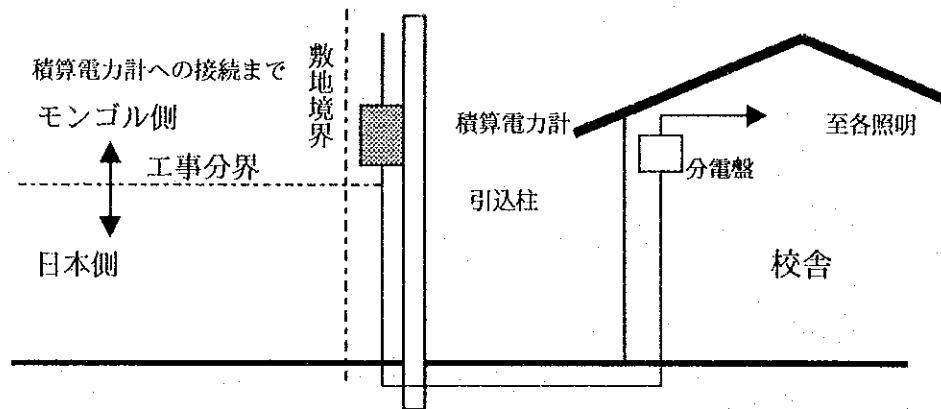 積算電力計への接続まで
モンゴル側
工事分界
日本側
敷地境界
積算電力計
引込柱
分電盤
至各照明
校舎